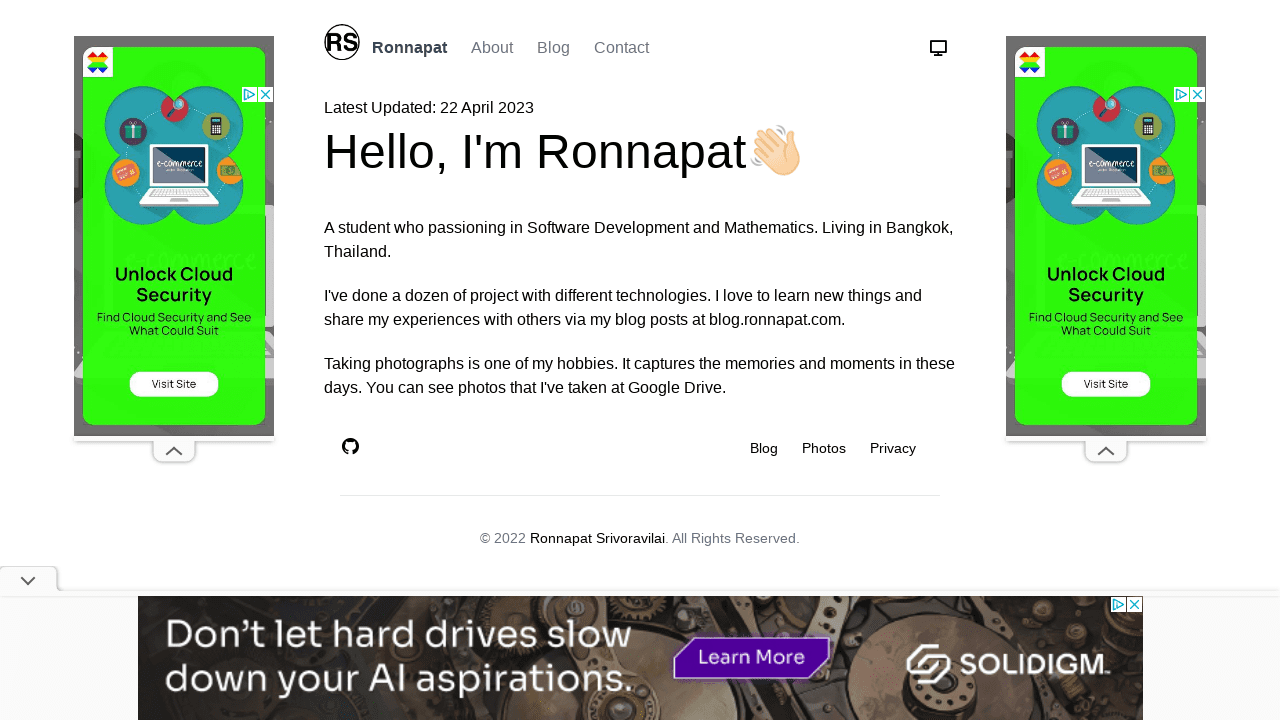 RS Ronnapat About Blog Contact
Latest Updated: 22 April 2023
Hello, I'm Ronnapat👋🏻
A student who passioning in Software Development and Mathematics. Living in Bangkok,
Thailand.
I've done a dozen of project with different technologies. I love to learn new things and
share my experiences with others via my blog posts at blog.ronnapat.com.
Taking photographs is one of my hobbies. It captures the memories and moments in these
days. You can see photos that I've taken at Google Drive.
Blog Photos Privacy
© 2022 Ronnapat Srivoravilai. All Rights Reserved.
e-commerce
Unlock Cloud
Security
Find Cloud Security and See
What Could Suit
Visit Site
e-commerce
Unlock Cloud
Security
Find Cloud Security and See
What Could Suit
Visit Site
Don't let hard drives slow
down your AI aspirations.
Learn More
SOLIDIGM